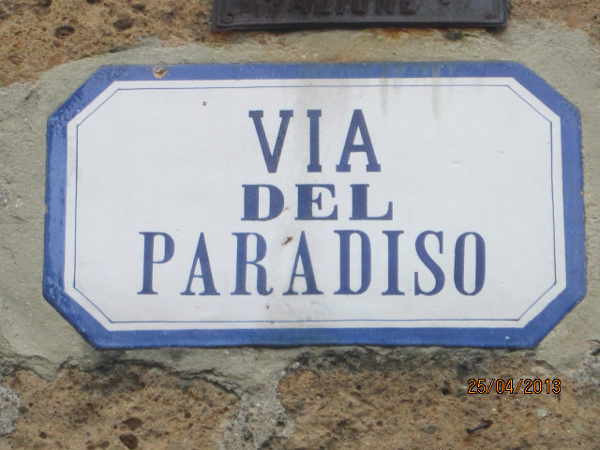 VIA
DEL
PARADISO
25/04/2013